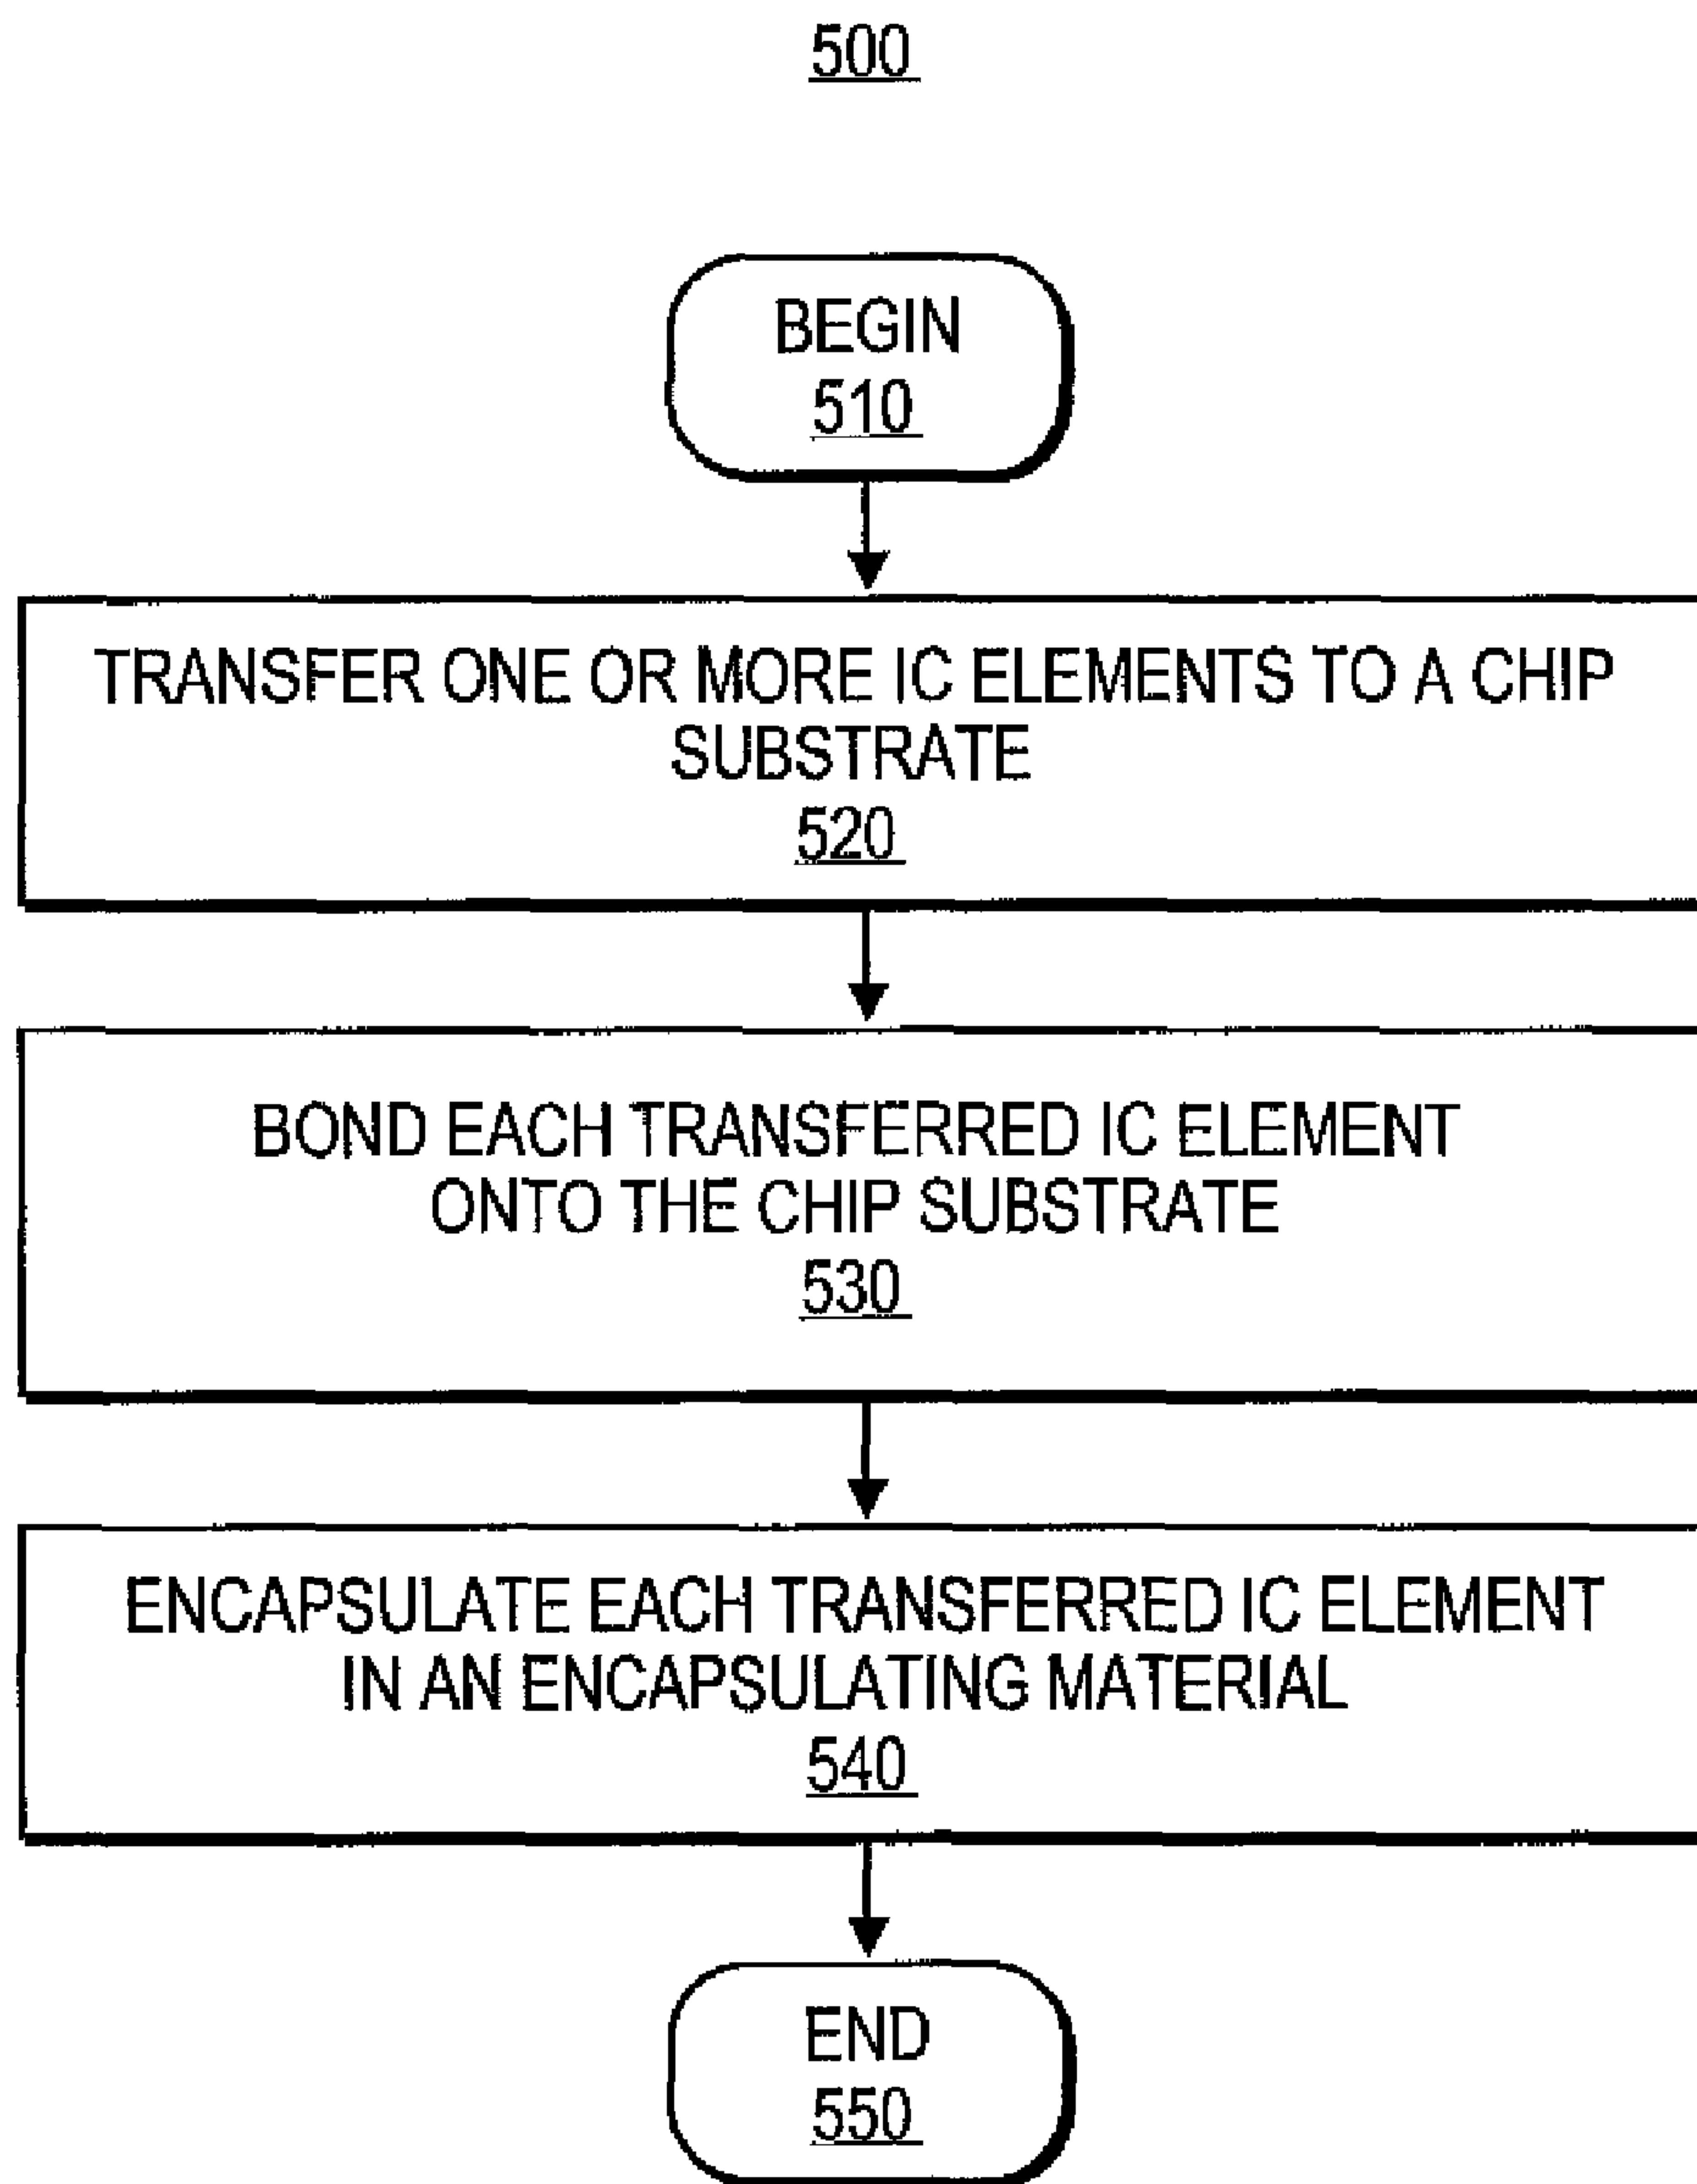 500
BEGIN
510
TRANSFER ONE OR MORE IC ELEMENTS TO A CHIP
SUBSTRATE
520
BOND EACH TRANSFERRED IC ELEMENT
ONTO THE CHIP SUBSTRATE
530
ENCAPSULATE EACH TRANSFERRED IC ELEMENT
IN AN ENCAPSULATING MATERIAL
540
END
550